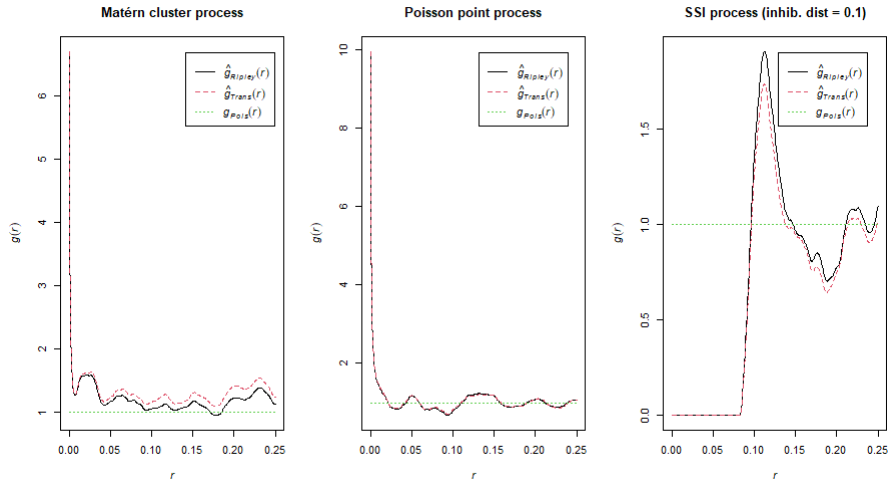 Matérn cluster process
g(r)
6
5
4
3
2
1
ĝRipley(r)
ĝTrans(r)
gPois(r)
0.00 0.05 0.10 0.15 0.20 0.25
r
Poisson point process
g(r)
10
8
6
4
2
ĝRipley(r)
ĝTrans(r)
gPois(r)
0.00 0.05 0.10 0.15 0.20 0.25
r
SSI process (inhib. dist = 0.1)
g(r)
1.5
1.0
0.5
0.0
ĝRipley(r)
ĝTrans(r)
gPois(r)
0.00 0.05 0.10 0.15 0.20 0.25
r